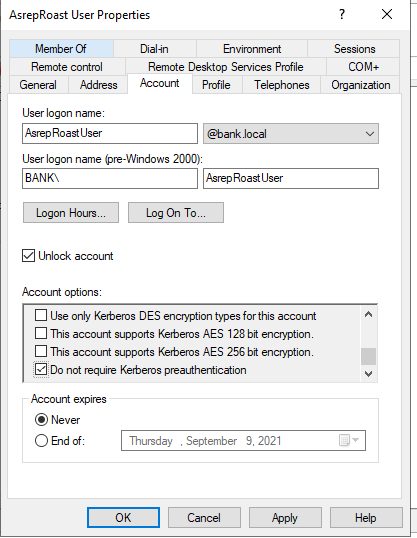 AsrepRoast User Properties
Member Of Dial-in Environment Sessions
Remote control Remote Desktop Services Profile COM+
General Address Account Profile Telephones Organization
User logon name:
AsrepRoastUser @bank.local
User logon name (pre-Windows 2000):
BANK\ AsrepRoastUser
Logon Hours... Log On To...
Unlock account
Account options:
Use only Kerberos DES encryption types for this account
This account supports Kerberos AES 128 bit encryption.
This account supports Kerberos AES 256 bit encryption.
Do not require Kerberos preauthentication
Account expires
Never
End of: Thursday , September 9, 2021
OK Cancel Apply Help